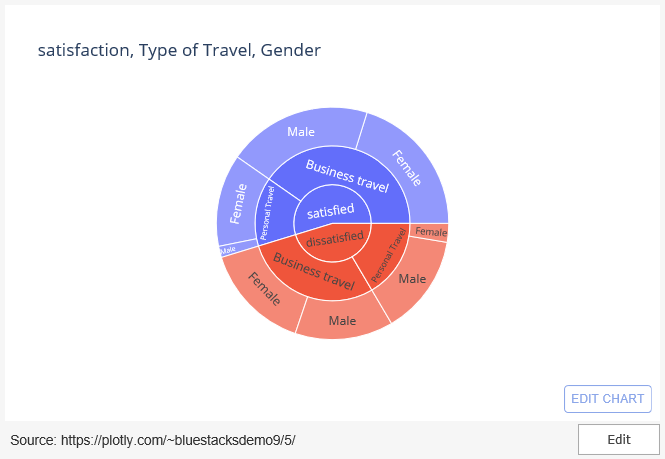 satisfaction, Type of Travel, Gender
Male
Female
Business travel
Female
Personal Travel
satisfied
Male
dissatisfied
Personal Travel
Female
Business travel
Female
Male
Male
EDIT CHART
Source: https://plotly.com/~bluestacksdemo9/5/
Edit